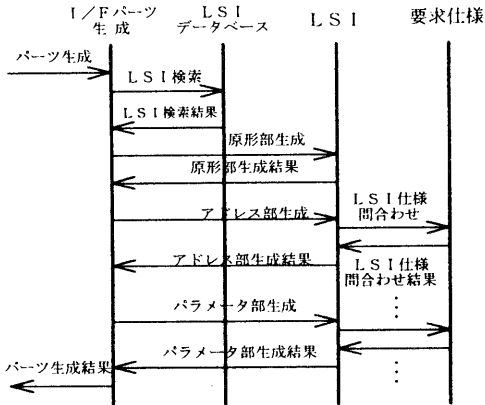 I/Fパーツ
生成
LSI
データベース
LSI
要求仕様
パーツ生成
LSI検索
LSI検索結果
原形部生成
原形部生成結果
LSI仕様
問合わせ
アドレス部生成
アドレス部生成結果
LSI仕様
問合わせ結果
パラメータ部生成
パラメータ部生成結果
パーツ生成結果